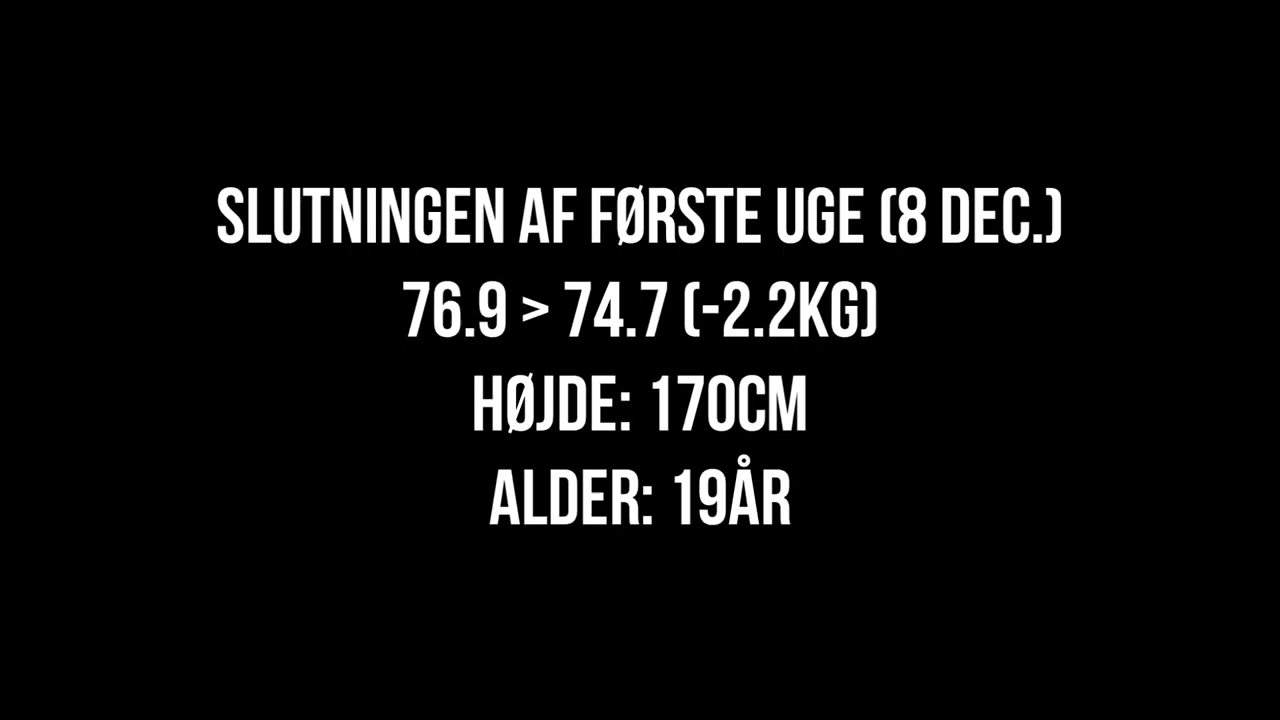 SLUTNINGEN AF FØRSTE UGE (8 DEC.)
76.9 > 74.7 (-2.2KG)
HØJDE: 170CM
ALDER: 19ÅR